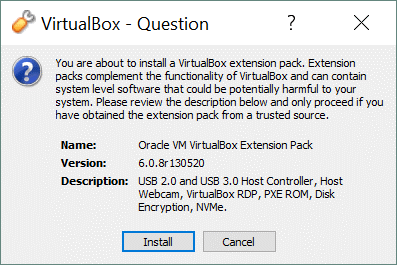 VirtualBox - Question
You are about to install a VirtualBox extension pack. Extension
packs complement the functionality of VirtualBox and can contain
system level software that could be potentially harmful to your
system. Please review the description below and only proceed if you
have obtained the extension pack from a trusted source.
Name: Oracle VM VirtualBox Extension Pack
Version: 6.0.8r130520
Description: USB 2.0 and USB 3.0 Host Controller, Host
Webcam, VirtualBox RDP, PXE ROM, Disk
Encryption, NVMe.
Install Cancel